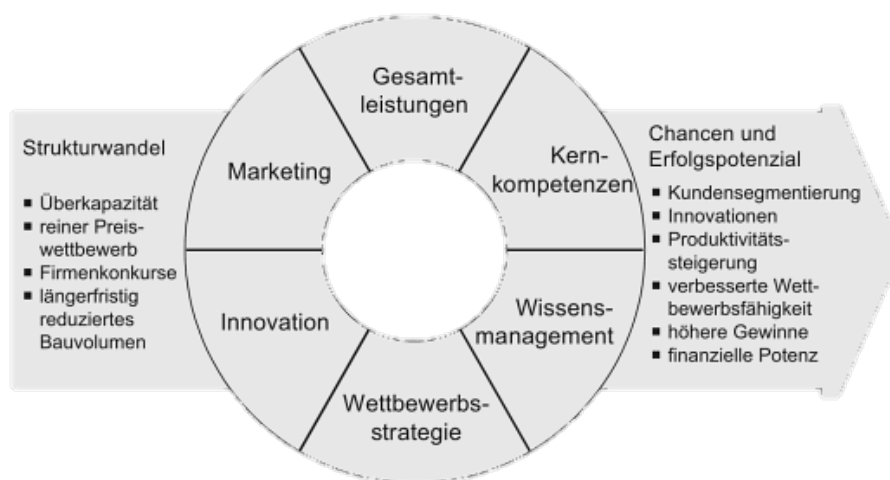 Strukturwandel
■ Überkapazität
■ reiner Preis-
wettbewerb
■ Firmenkonkurse
■ längerfristig
reduziertes
Bauvolumen
Gesamt-
leistungen
Marketing
Kern-
kompetenzen
Innovation
Wissens-
management
Wettbewerbs-
strategie
Chancen und
Erfolgspotenzial
■ Kundensegmentierung
■ Innovationen
■ Produktivitäts-
steigerung
■ verbesserte Wett-
bewerbsfähigkeit
■ höhere Gewinne
■ finanzielle Potenz